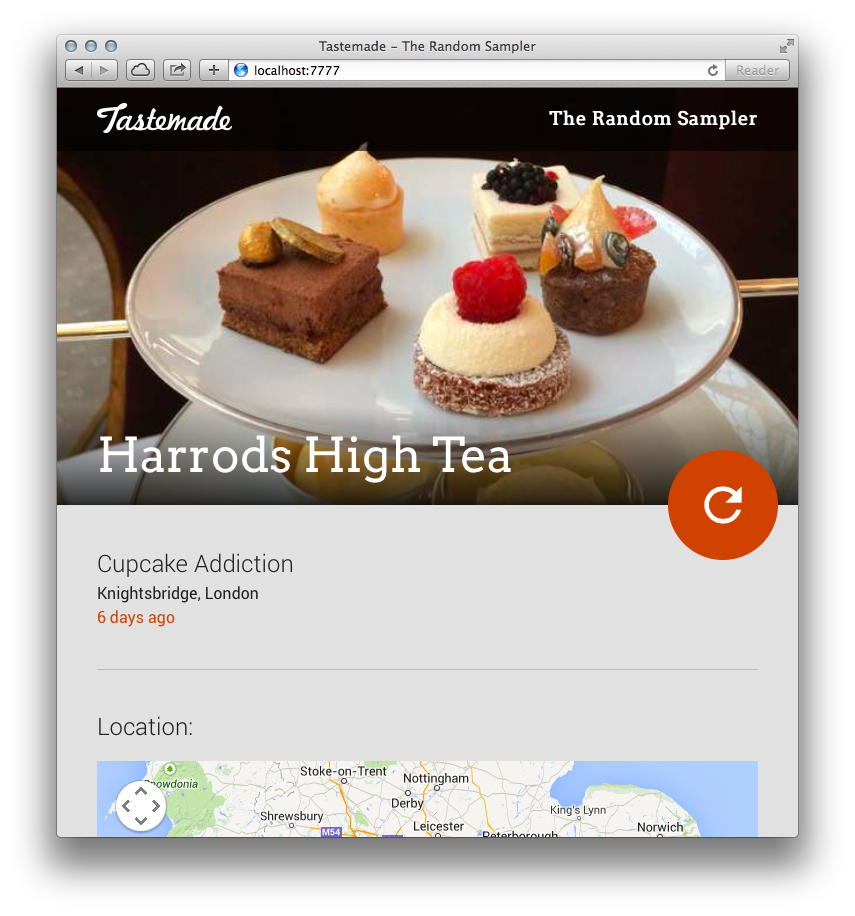 Tastemade – The Random Sampler
localhost:7777
Reader
Tastemade
The Random Sampler
Harrods High Tea
Cupcake Addiction
Knightsbridge, London
6 days ago
Location:
Snowdonia
Stoke-on-Trent
Nottingham
Derby
King's Lynn
Shrewsbury
M54
Leicester
Peterborough
Norwich